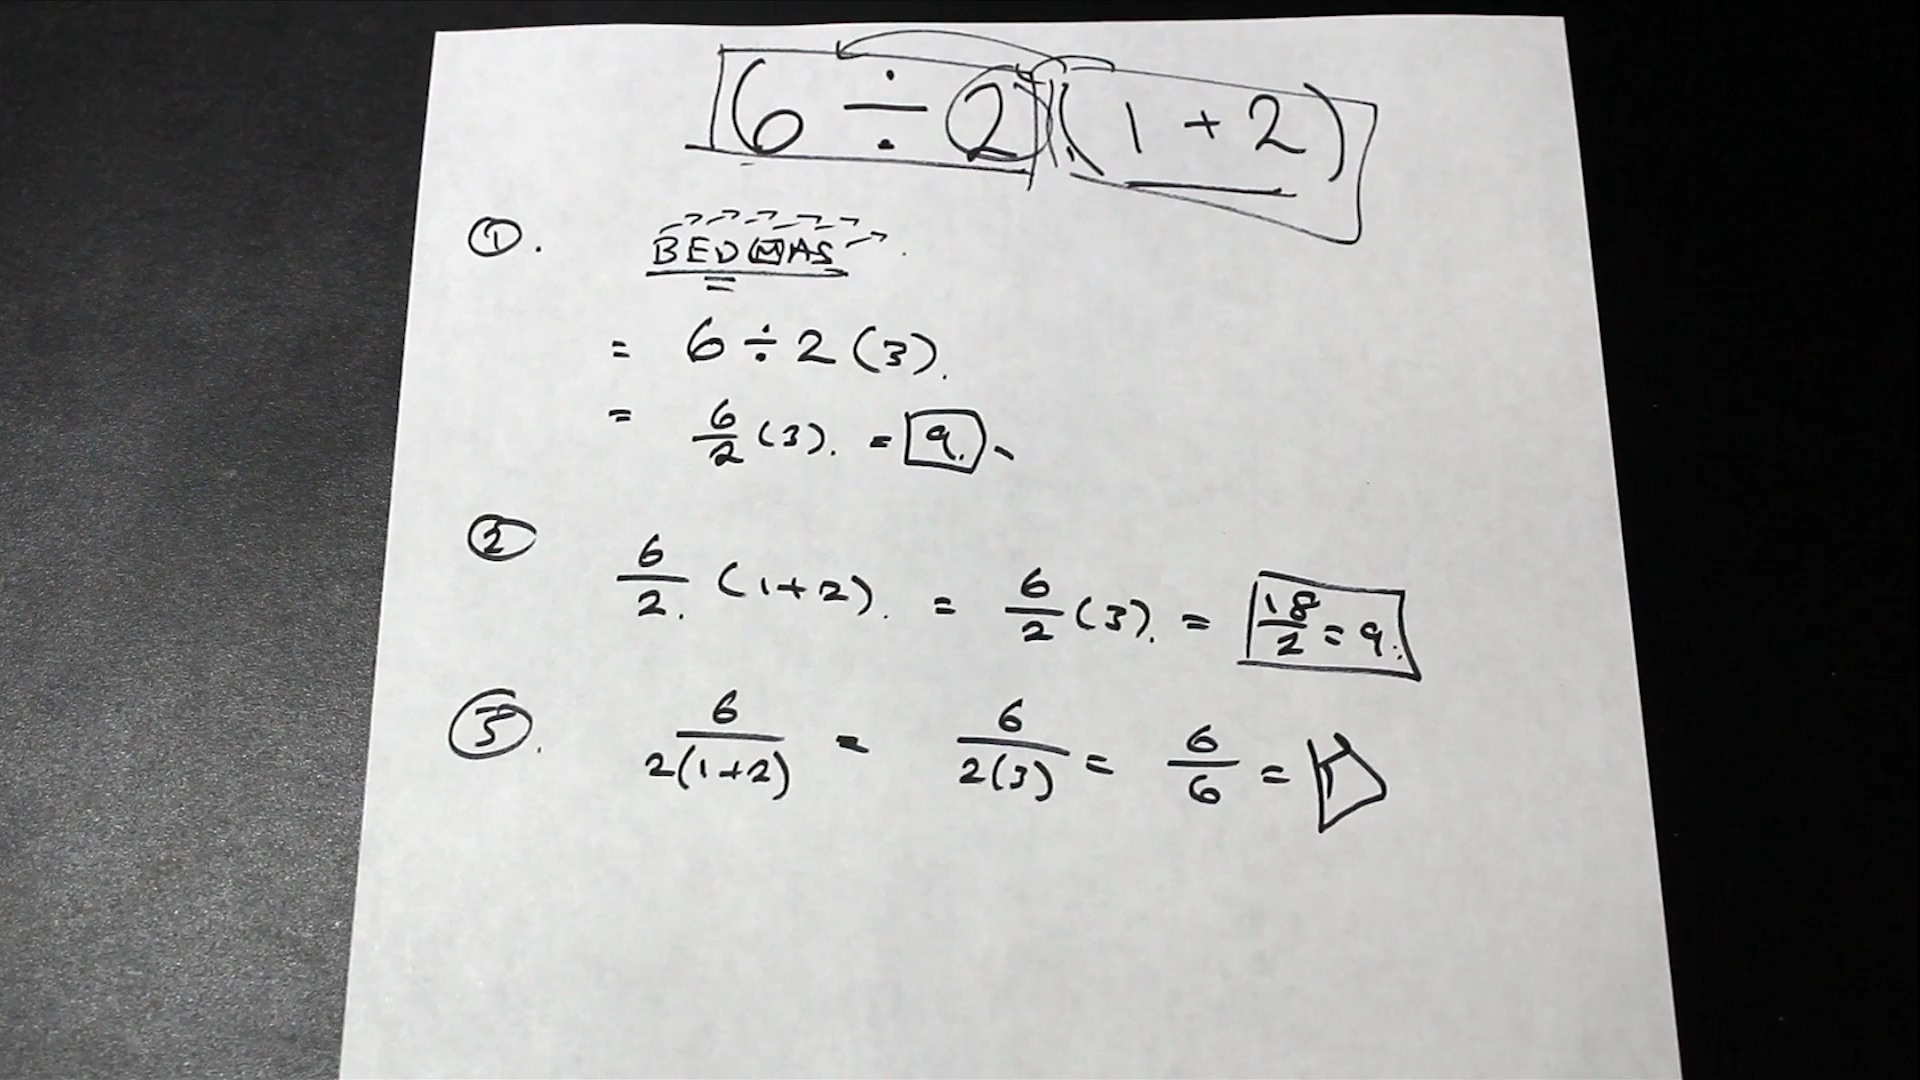 6 ÷ 2 (1 + 2)
1. BEDMAS
= 6 ÷ 2 (3).
= 6/2 (3). = 9.
2 6/2. (1+2). = 6/2 (3). = 18/2 = 9.
3. 6/2(1+2) = 6/2(3) = 6/6 = 1